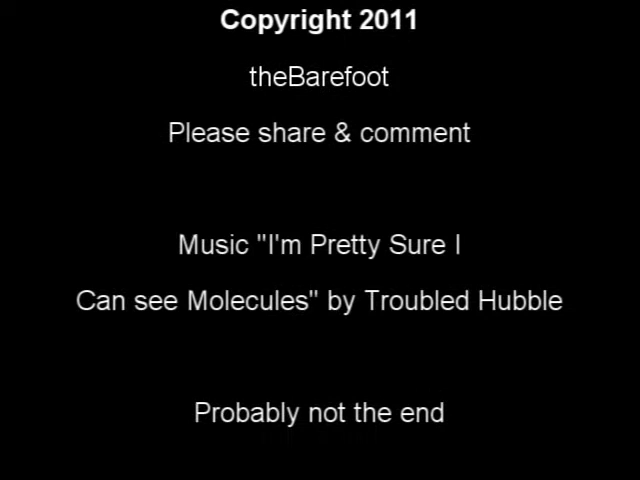 Copyright 2011
theBarefoot
Please share & comment
Music "I'm Pretty Sure I
Can see Molecules" by Troubled Hubble
Probably not the end